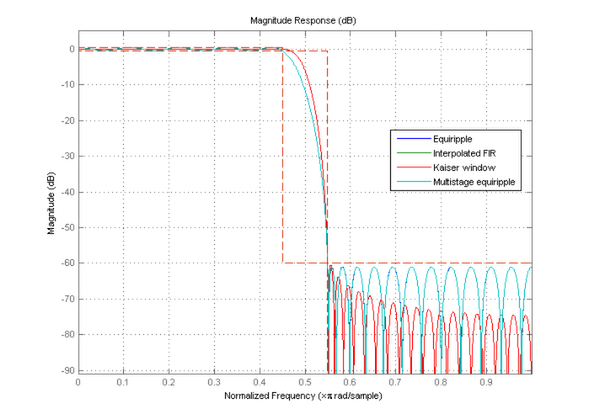 Magnitude Response (dB)
0
-10
-20
-30
-40
-50
-60
-70
-80
-90
Magnitude (dB)
Equiripple
Interpolated FIR
Kaiser window
Multistage equiripple
0 0.1 0.2 0.3 0.4 0.5 0.6 0.7 0.8 0.9
Normalized Frequency (×π rad/sample)